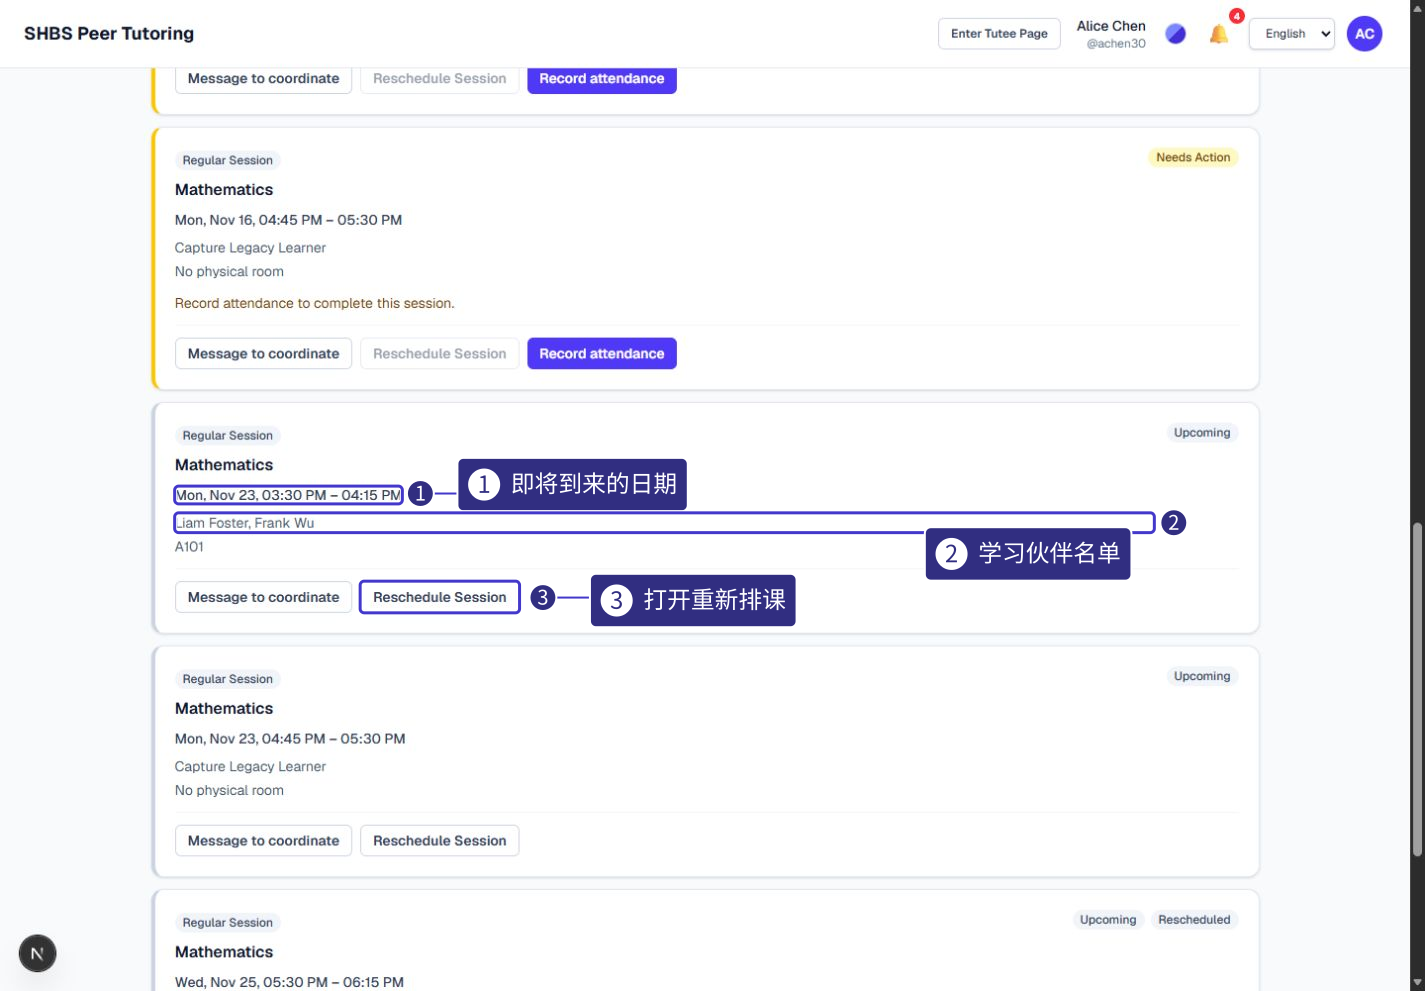 SHBS Peer Tutoring
Enter Tutee Page
Alice Chen
@achen30
4
English
AC
Message to coordinate
Reschedule Session
Record attendance
Regular Session
Needs Action
Mathematics
Mon, Nov 16, 04:45 PM – 05:30 PM
Capture Legacy Learner
No physical room
Record attendance to complete this session.
Message to coordinate
Reschedule Session
Record attendance
Regular Session
Upcoming
Mathematics
Mon, Nov 23, 03:30 PM – 04:15 PM
1
1 即将到来的日期
Liam Foster, Frank Wu
2
2 学习伙伴名单
A101
Message to coordinate
Reschedule Session
3
3 打开重新排课
Regular Session
Upcoming
Mathematics
Mon, Nov 23, 04:45 PM – 05:30 PM
Capture Legacy Learner
No physical room
Message to coordinate
Reschedule Session
Regular Session
Upcoming
Rescheduled
Mathematics
Wed, Nov 25, 05:30 PM – 06:15 PM
N